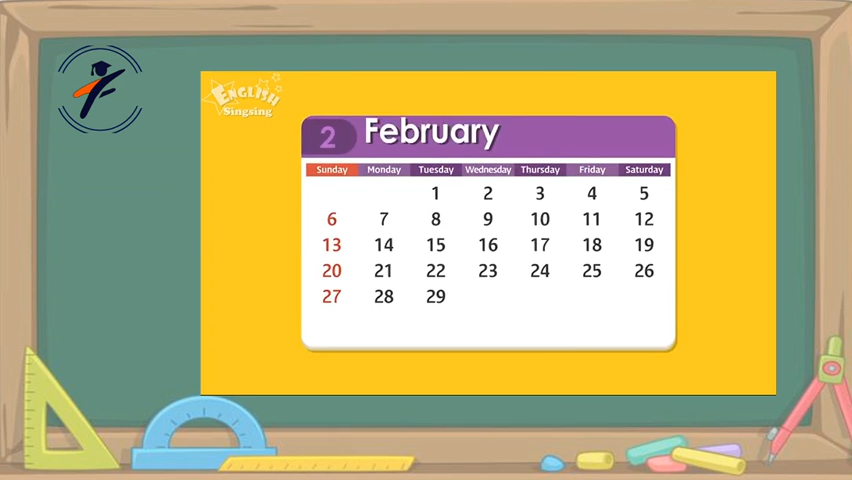 ENGLISH
Singsing
2 February
Sunday Monday Tuesday Wednesday Thursday Friday Saturday
1 2 3 4 5
6 7 8 9 10 11 12
13 14 15 16 17 18 19
20 21 22 23 24 25 26
27 28 29